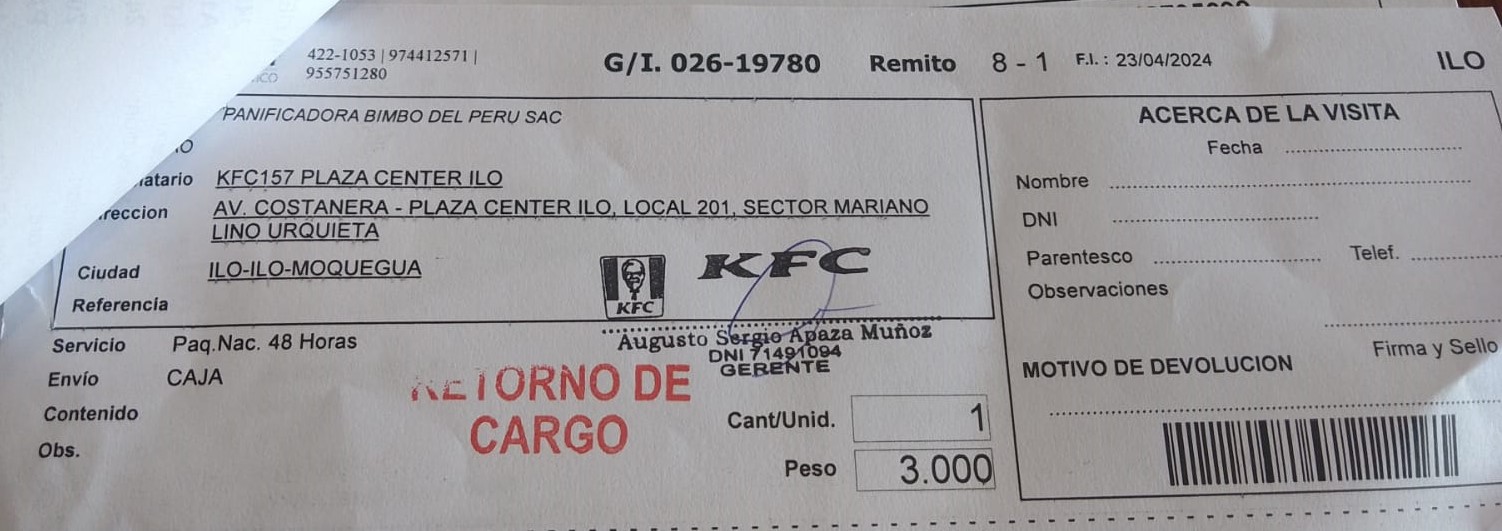 422-1053 | 974412571 |
955751280
G/I. 026-19780 Remito 8 - 1 F.I. : 23/04/2024 ILO
PANIFICADORA BIMBO DEL PERU SAC
KFC157 PLAZA CENTER ILO
AV. COSTANERA - PLAZA CENTER ILO, LOCAL 201, SECTOR MARIANO
LINO URQUIETA
Ciudad ILO-ILO-MOQUEGUA
Referencia
KFC
KFC
Augusto Sergio Apaza Muñoz
DNI 71491094
GERENTE
Servicio Paq.Nac. 48 Horas
Envío CAJA
Contenido
Obs.
RETORNO DE
CARGO
Cant/Unid. 1
Peso 3.000
ACERCA DE LA VISITA
Fecha
Nombre
DNI
Parentesco Telef.
Observaciones
Firma y Sello
MOTIVO DE DEVOLUCION